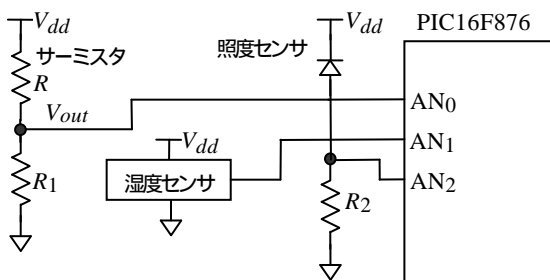 Vdd
サーミスタ
R
Vout
R1
Vdd
湿度センサ
照度センサ
Vdd
R2
PIC16F876
AN0
AN1
AN2